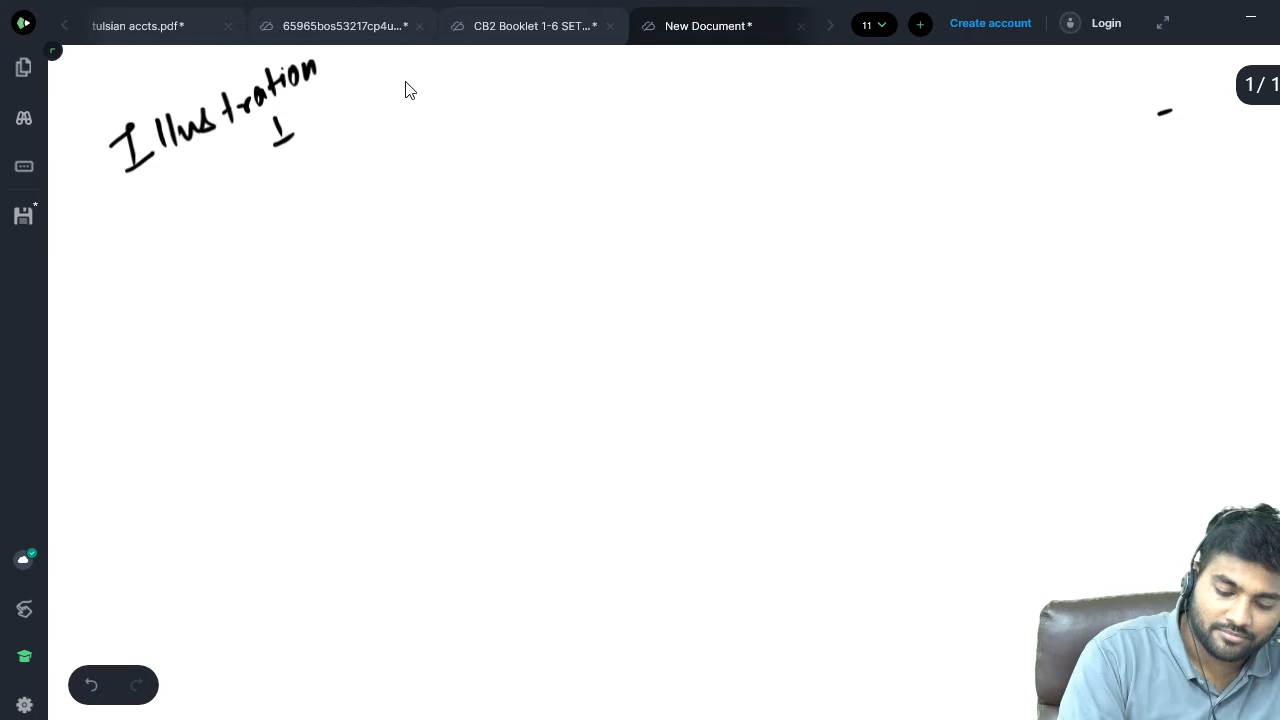 tulsian accts.pdf*
65965bos53217cp4u...*
CB2 Booklet 1-6 SET...*
New Document*
11
Create account
Login
1/1
Illustration
1